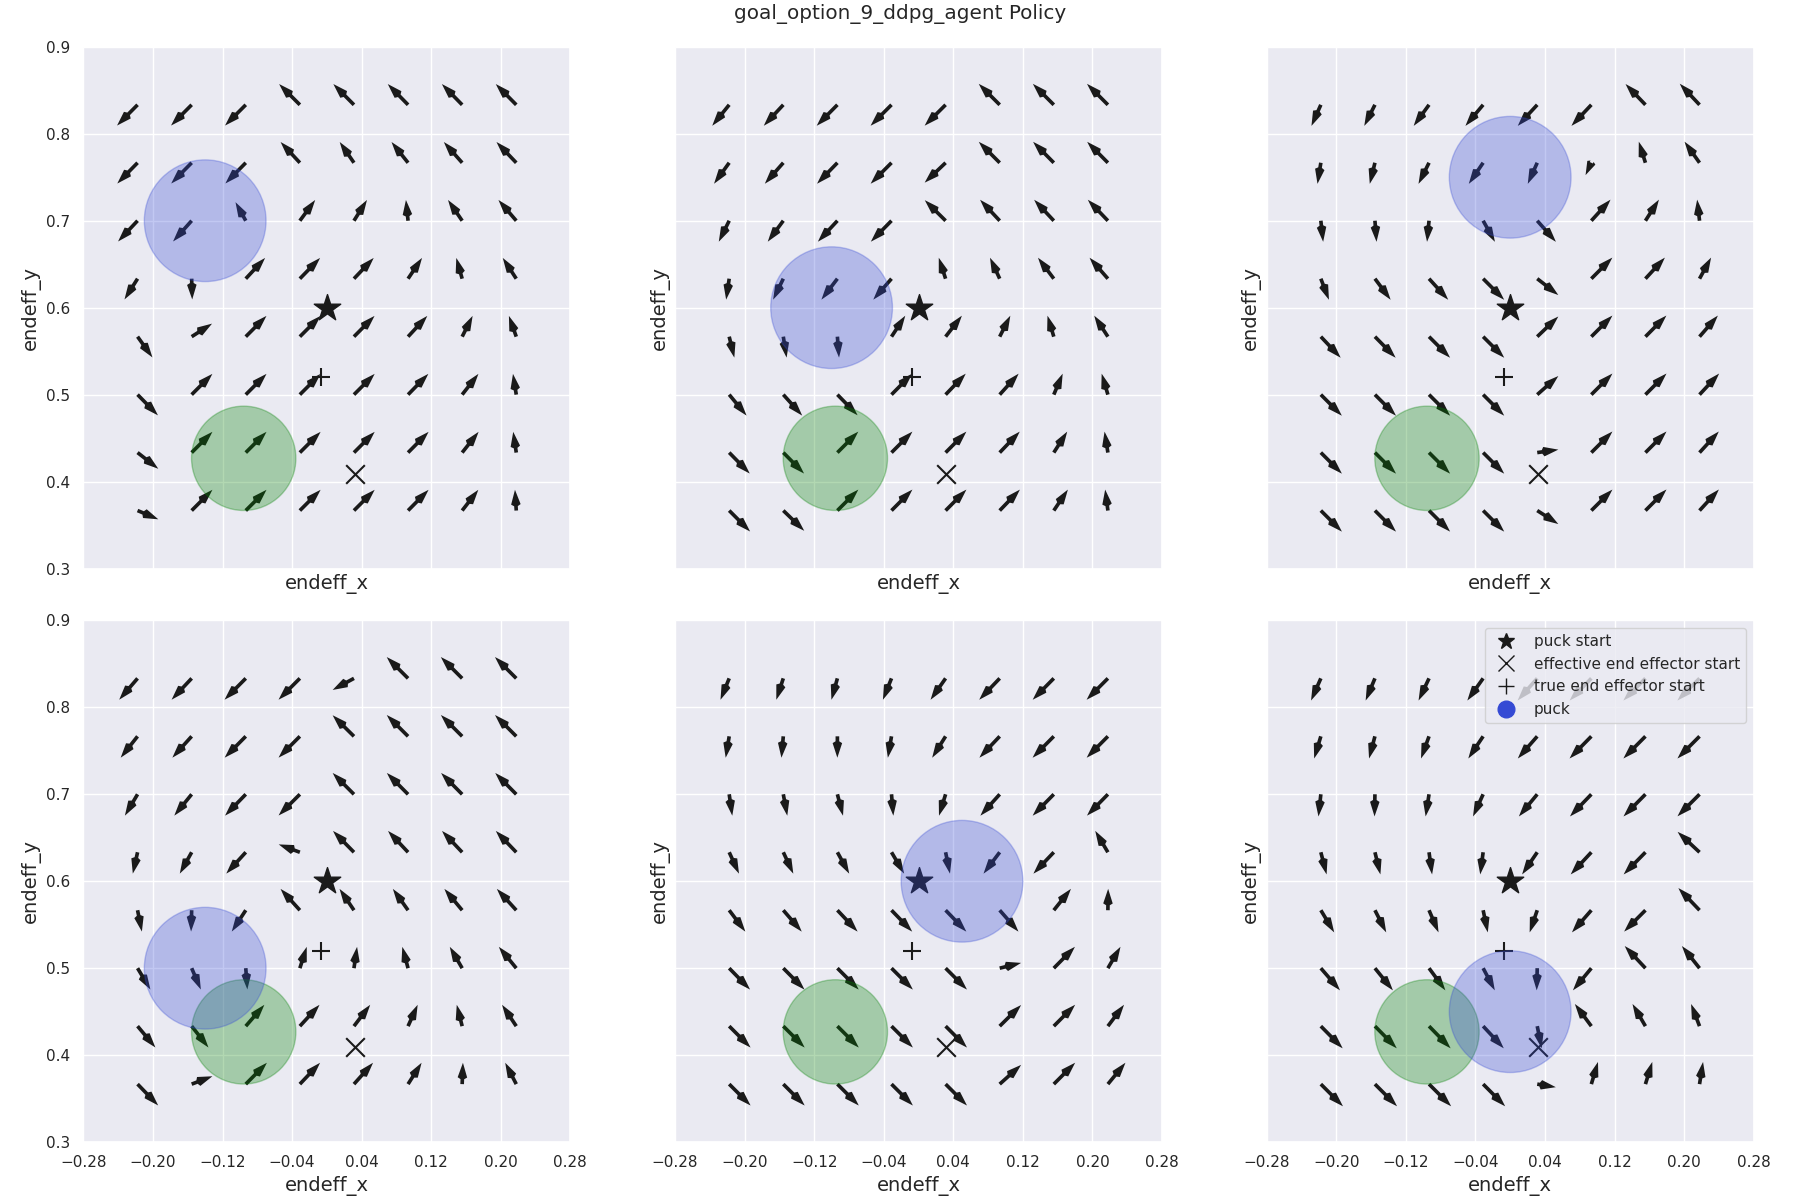 goal_option_9_ddpg_agent Policy
0.9
0.8
0.7
0.6
0.5
0.4
0.3
endeff_y
endeff_x
endeff_y
endeff_x
endeff_y
endeff_x
0.9
0.8
0.7
0.6
0.5
0.4
0.3
endeff_y
−0.28 −0.20 −0.12 −0.04 0.04 0.12 0.20 0.28
endeff_x
endeff_y
−0.28 −0.20 −0.12 −0.04 0.04 0.12 0.20 0.28
endeff_x
puck start
effective end effector start
true end effector start
puck
endeff_y
−0.28 −0.20 −0.12 −0.04 0.04 0.12 0.20 0.28
endeff_x